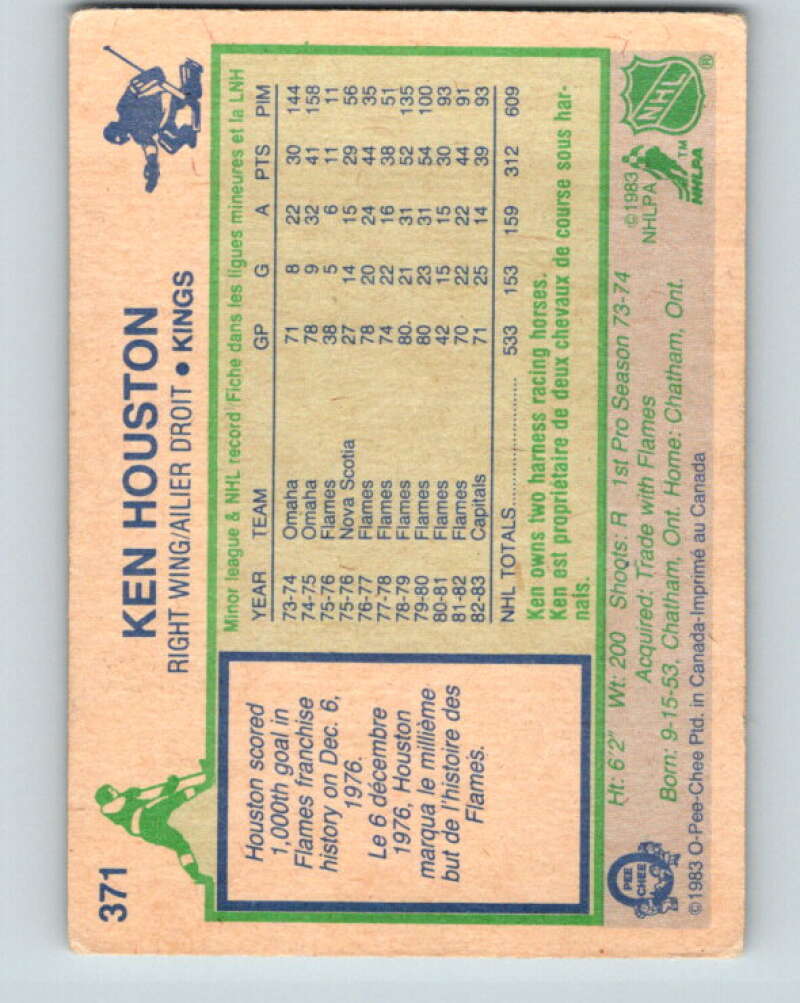 371
KEN HOUSTON
RIGHT WING/AILIER DROIT • KINGS
Houston scored
1,000th goal in
Flames franchise
history on Dec. 6,
1976.
Le 6 décembre
1976, Houston
marqua le millième
but de l'histoire des
Flames.
Minor league & NHL record/Fiche dans les ligues mineures et la LNH
YEAR TEAM GP G A PTS PIM
73-74 Omaha 71 8 22 30 144
74-75 Omaha 78 9 32 41 158
75-76 Flames 38 5 6 11 11
75-76 Nova Scotia 27 14 15 29 56
76-77 Flames 78 20 24 44 35
77-78 Flames 74 22 16 38 51
78-79 Flames 80. 21 31 52 135
79-80 Flames 80 23 31 54 100
80-81 Flames 42 15 15 30 93
81-82 Flames 70 22 22 44 91
82-83 Capitals 71 25 14 39 93
NHL TOTALS.................... 533 153 159 312 609
Ken owns two harness racing horses.
Ken est propriétaire de deux chevaux de course sous har-
nais.
PEE
CHEE
Ht: 6'2" Wt: 200 Shoots: R 1st Pro Season 73-74
Acquired: Trade with Flames
Born: 9-15-53, Chatham, Ont. Home: Chatham, Ont.
©1983 O-Pee-Chee Ptd. in Canada-Imprimé au Canada
©1983
NHLPA
NHL
®
TM
NHLPA